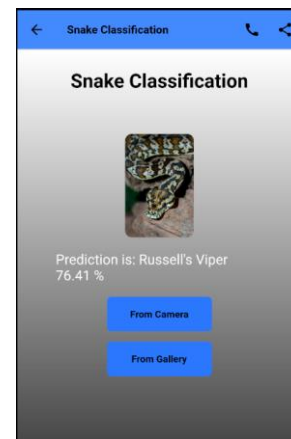 Snake Classification
Snake Classification
Prediction is: Russell's Viper
76.41 %
From Camera
From Gallery